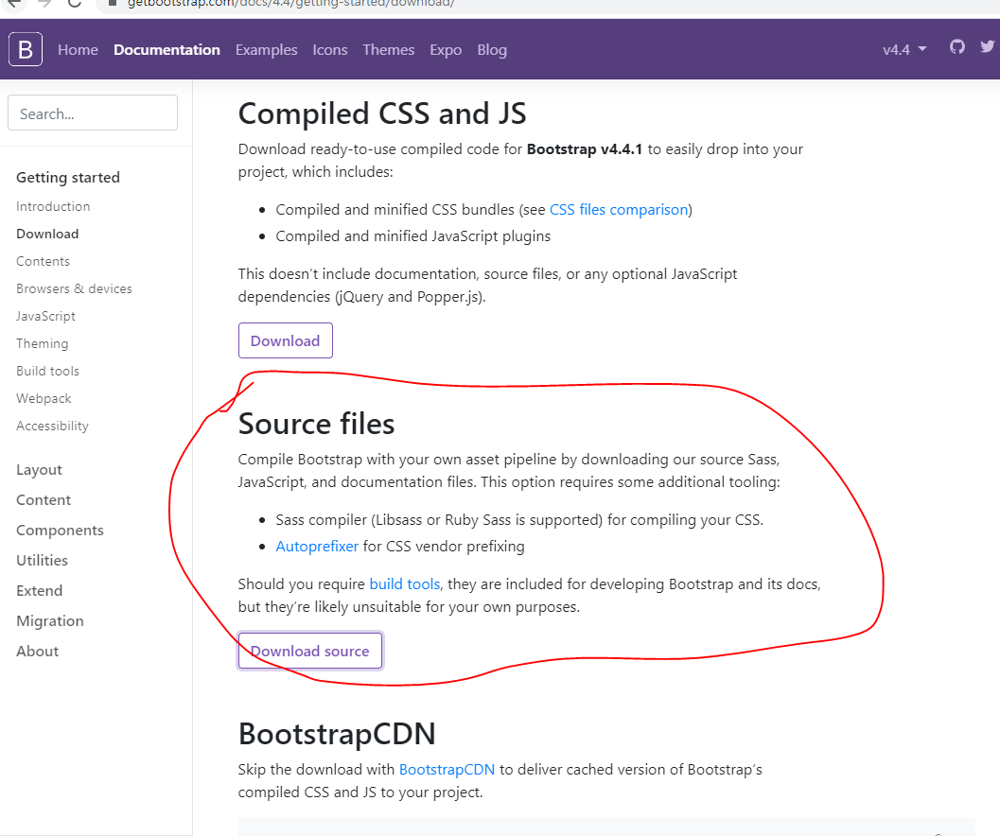 getbootstrap.com/docs/4.4/getting-started/download/
B Home Documentation Examples Icons Themes Expo Blog v4.4
Search...
Getting started
Introduction
Download
Contents
Browsers & devices
JavaScript
Theming
Build tools
Webpack
Accessibility
Layout
Content
Components
Utilities
Extend
Migration
About
Compiled CSS and JS
Download ready-to-use compiled code for Bootstrap v4.4.1 to easily drop into your
project, which includes:
• Compiled and minified CSS bundles (see CSS files comparison)
• Compiled and minified JavaScript plugins
This doesn’t include documentation, source files, or any optional JavaScript
dependencies (jQuery and Popper.js).
Download
Source files
Compile Bootstrap with your own asset pipeline by downloading our source Sass,
JavaScript, and documentation files. This option requires some additional tooling:
• Sass compiler (Libsass or Ruby Sass is supported) for compiling your CSS.
• Autoprefixer for CSS vendor prefixing
Should you require build tools, they are included for developing Bootstrap and its docs,
but they’re likely unsuitable for your own purposes.
Download source
BootstrapCDN
Skip the download with BootstrapCDN to deliver cached version of Bootstrap’s
compiled CSS and JS to your project.